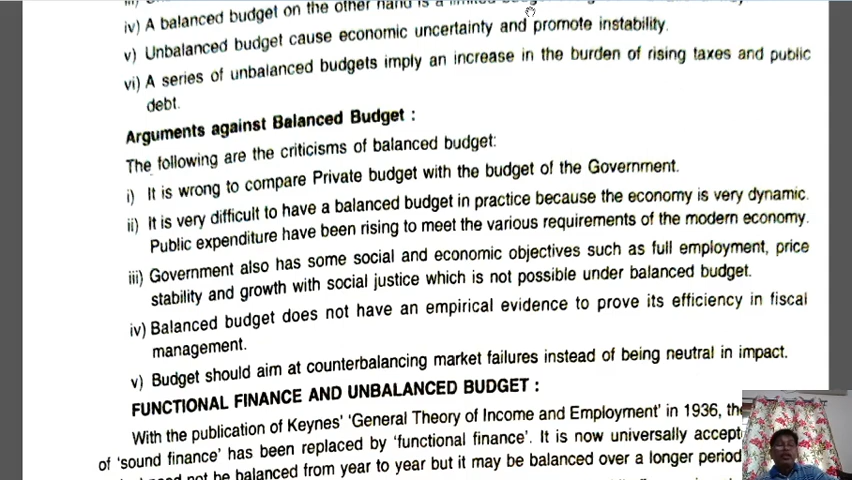 iv) A balanced budget on the other hand is a limited
v) Unbalanced budget cause economic uncertainty and promote instability.
vi) A series of unbalanced budgets imply an increase in the burden of rising taxes and public
debt.
Arguments against Balanced Budget :
The following are the criticisms of balanced budget:
i) It is wrong to compare Private budget with the budget of the Government.
ii) It is very difficult to have a balanced budget in practice because the economy is very dynamic.
Public expenditure have been rising to meet the various requirements of the modern economy.
iii) Government also has some social and economic objectives such as full employment, price
stability and growth with social justice which is not possible under balanced budget.
iv) Balanced budget does not have an empirical evidence to prove its efficiency in fiscal
management.
v) Budget should aim at counterbalancing market failures instead of being neutral in impact.
FUNCTIONAL FINANCE AND UNBALANCED BUDGET :
With the publication of Keynes' 'General Theory of Income and Employment' in 1936, the
of 'sound finance' has been replaced by 'functional finance'. It is now universally accept
not be balanced from year to year but it may be balanced over a longer period